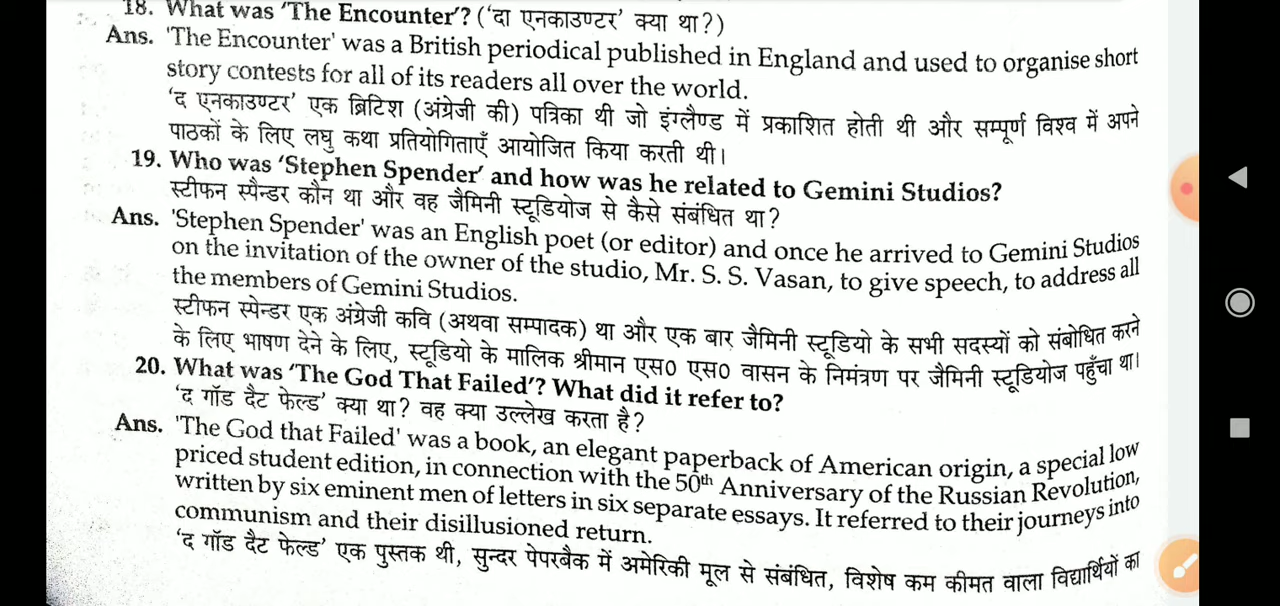 18. What was 'The Encounter'? ('दा एनकाउण्टर' क्या था?)
Ans. 'The Encounter' was a British periodical published in England and used to organise short
story contests for all of its readers all over the world.
'द एनकाउण्टर' एक ब्रिटिश (अंग्रेजी की) पत्रिका थी जो इंग्लैण्ड में प्रकाशित होती थी और सम्पूर्ण विश्व में अपने
पाठकों के लिए लघु कथा प्रतियोगिताएँ आयोजित किया करती थी।
19. Who was 'Stephen Spender' and how was he related to Gemini Studios?
स्टीफन स्पैन्डर कौन था और वह जैमिनी स्टूडियोज से कैसे संबंधित था?
Ans. 'Stephen Spender' was an English poet (or editor) and once he arrived to Gemini Studios
on the invitation of the owner of the studio, Mr. S. S. Vasan, to give speech, to address all
the members of Gemini Studios.
स्टीफन स्पेन्डर एक अंग्रेजी कवि (अथवा सम्पादक) था और एक बार जैमिनी स्टूडियो के सभी सदस्यों को संबोधित करने
के लिए भाषण देने के लिए, स्टूडियो के मालिक श्रीमान एस० एस० वासन के निमंत्रण पर जैमिनी स्टूडियोज पहुँचा था।
20. What was 'The God That Failed'? What did it refer to?
'द गॉड दैट फेल्ड' क्या था? वह क्या उल्लेख करता है?
Ans. 'The God that Failed' was a book, an elegant paperback of American origin, a special low
priced student edition, in connection with the 50th Anniversary of the Russian Revolution,
written by six eminent men of letters in six separate essays. It referred to their journeys into
communism and their disillusioned return.
'द गॉड दैट फेल्ड' एक पुस्तक थी, सुन्दर पेपरबैक में अमेरिकी मूल से संबंधित, विशेष कम कीमत वाला विद्यार्थियों का